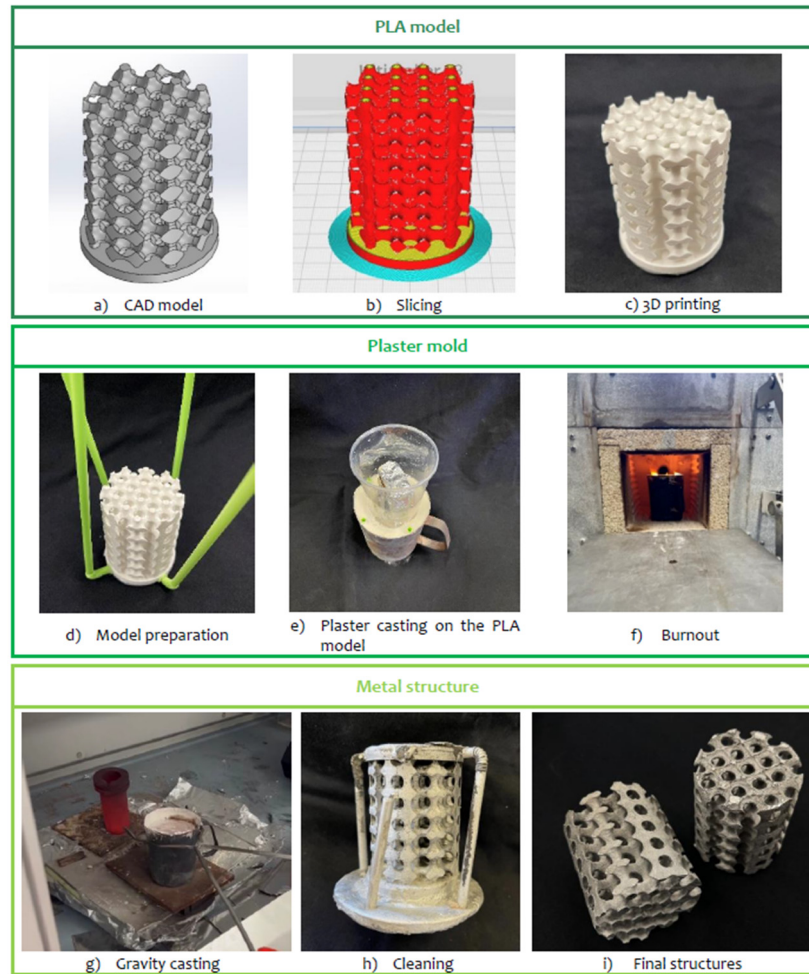 PLA model
a) CAD model
b) Slicing
c) 3D printing
Plaster mold
d) Model preparation
e) Plaster casting on the PLA
model
f) Burnout
Metal structure
g) Gravity casting
h) Cleaning
i) Final structures